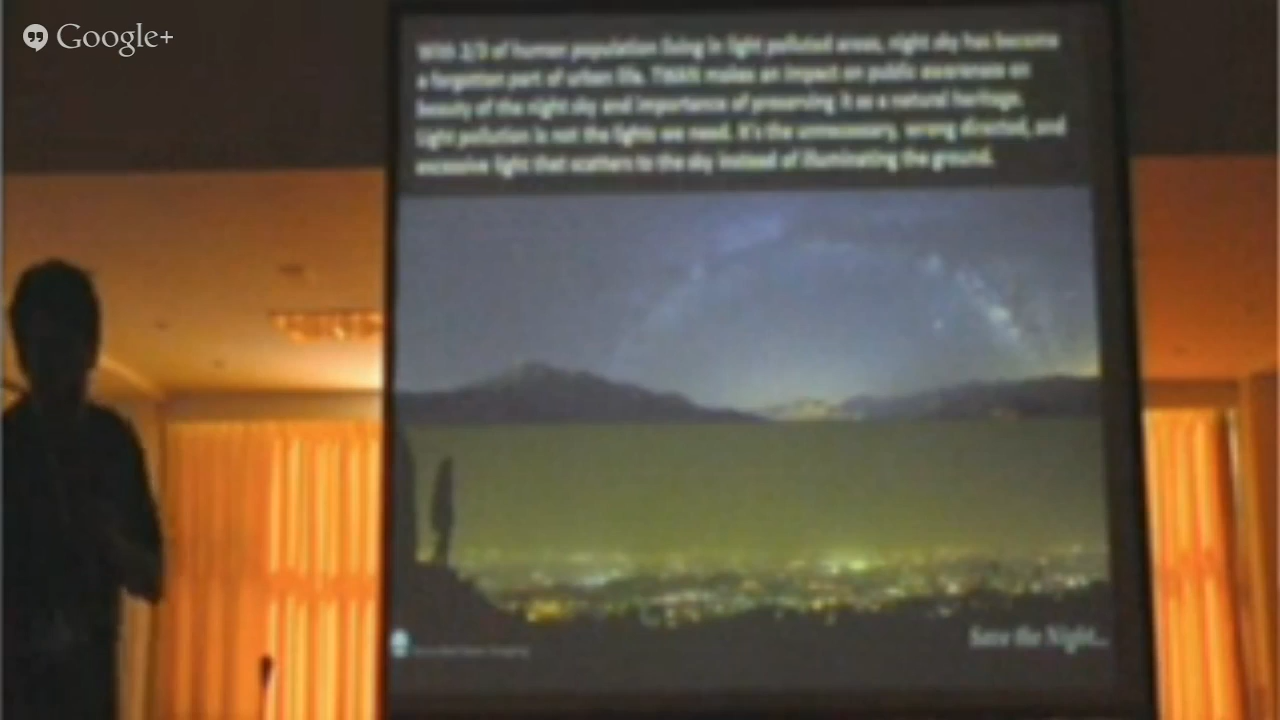 Google+
With 2/3 of human population living in light polluted areas, night sky has become
a forgotten part of urban life. TWAN makes an impact on public awareness on
beauty of the night sky and importance of preserving it as a natural heritage.
Light pollution is not the lights we need. It's the unnecessary, wrong directed, and
excessive light that scatters to the sky instead of illuminating the ground.
Save the Night...